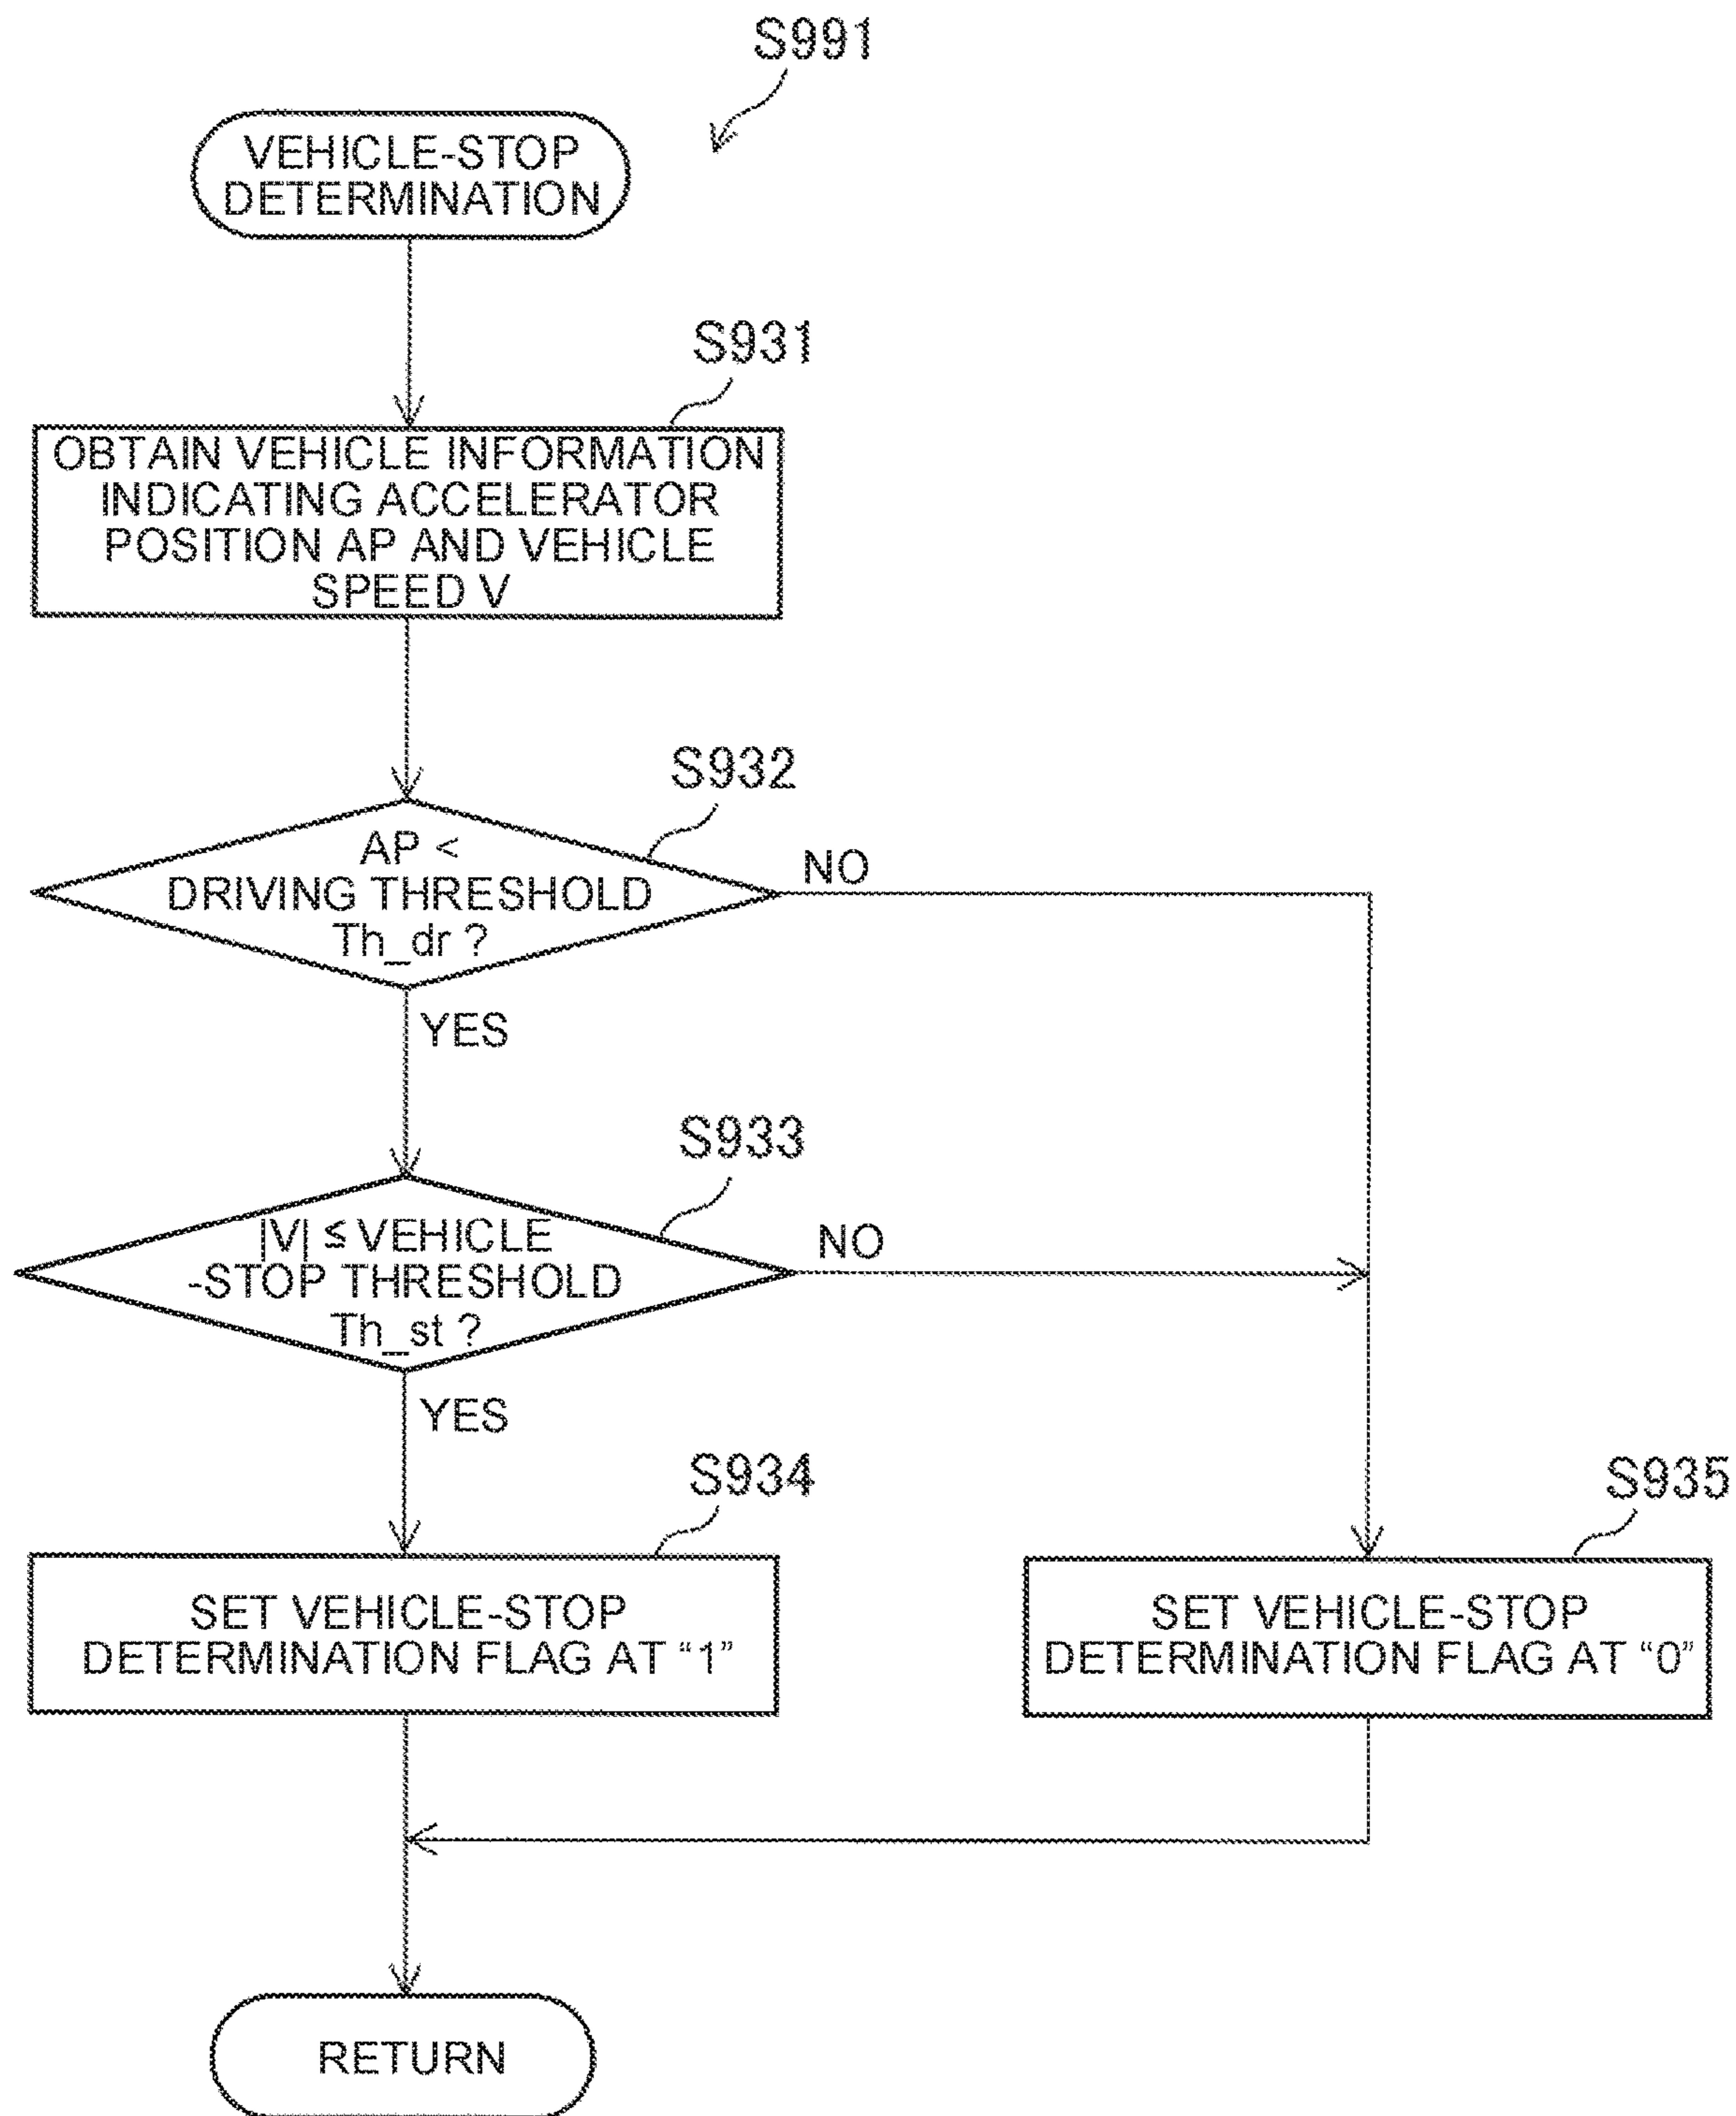 S991
VEHICLE-STOP
DETERMINATION
S931
OBTAIN VEHICLE INFORMATION
INDICATING ACCELERATOR
POSITION AP AND VEHICLE
SPEED V
S932
AP <
DRIVING THRESHOLD
Th_dr ?
NO
YES
S933
|V| ≤ VEHICLE
-STOP THRESHOLD
Th_st ?
NO
YES
S934
SET VEHICLE-STOP
DETERMINATION FLAG AT “1”
S935
SET VEHICLE-STOP
DETERMINATION FLAG AT “0”
RETURN